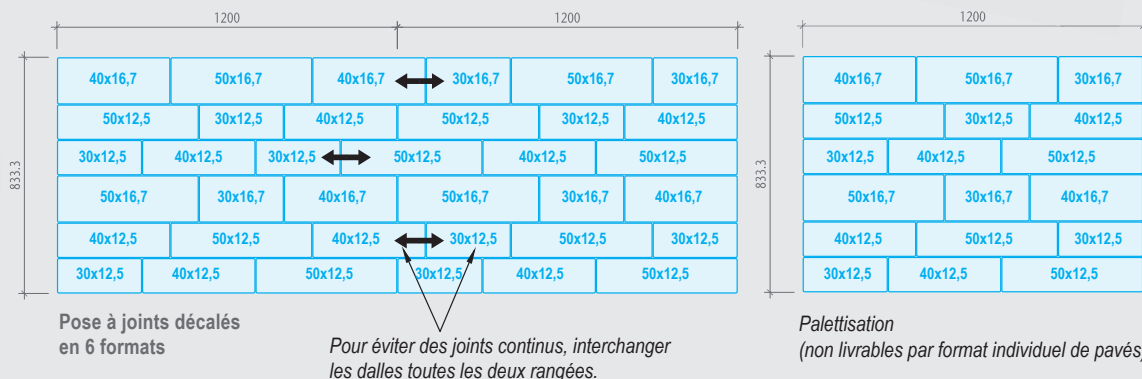 1200 1200
1200
833.3
40x16,7 50x16,7 40x16,7 30x16,7 50x16,7 30x16,7
50x12,5 30x12,5 40x12,5 50x12,5 30x12,5 40x12,5
30x12,5 40x12,5 30x12,5 50x12,5 40x12,5 50x12,5
50x16,7 30x16,7 40x16,7 50x16,7 30x16,7 40x16,7
40x12,5 50x12,5 40x12,5 30x12,5 50x12,5 30x12,5
30x12,5 40x12,5 50x12,5 30x12,5 40x12,5 50x12,5
833.3
40x16,7 50x16,7 30x16,7
50x12,5 30x12,5 40x12,5
30x12,5 40x12,5 50x12,5
50x16,7 30x16,7 40x16,7
40x12,5 50x12,5 30x12,5
30x12,5 40x12,5 50x12,5
Pose à joints décalés
en 6 formats
Pour éviter des joints continus, interchanger
les dalles toutes les deux rangées.
Palettisation
(non livrables par format individuel de pavés)